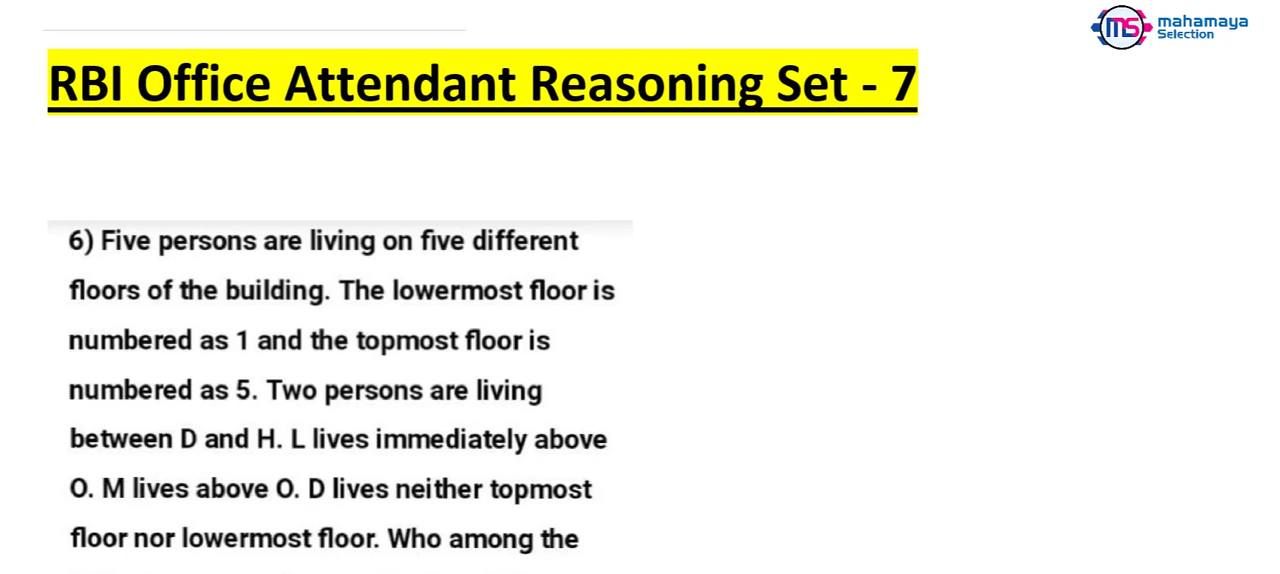 mahamaya
Selection
RBI Office Attendant Reasoning Set - 7
6) Five persons are living on five different
floors of the building. The lowermost floor is
numbered as 1 and the topmost floor is
numbered as 5. Two persons are living
between D and H. L lives immediately above
O. M lives above O. D lives neither topmost
floor nor lowermost floor. Who among the